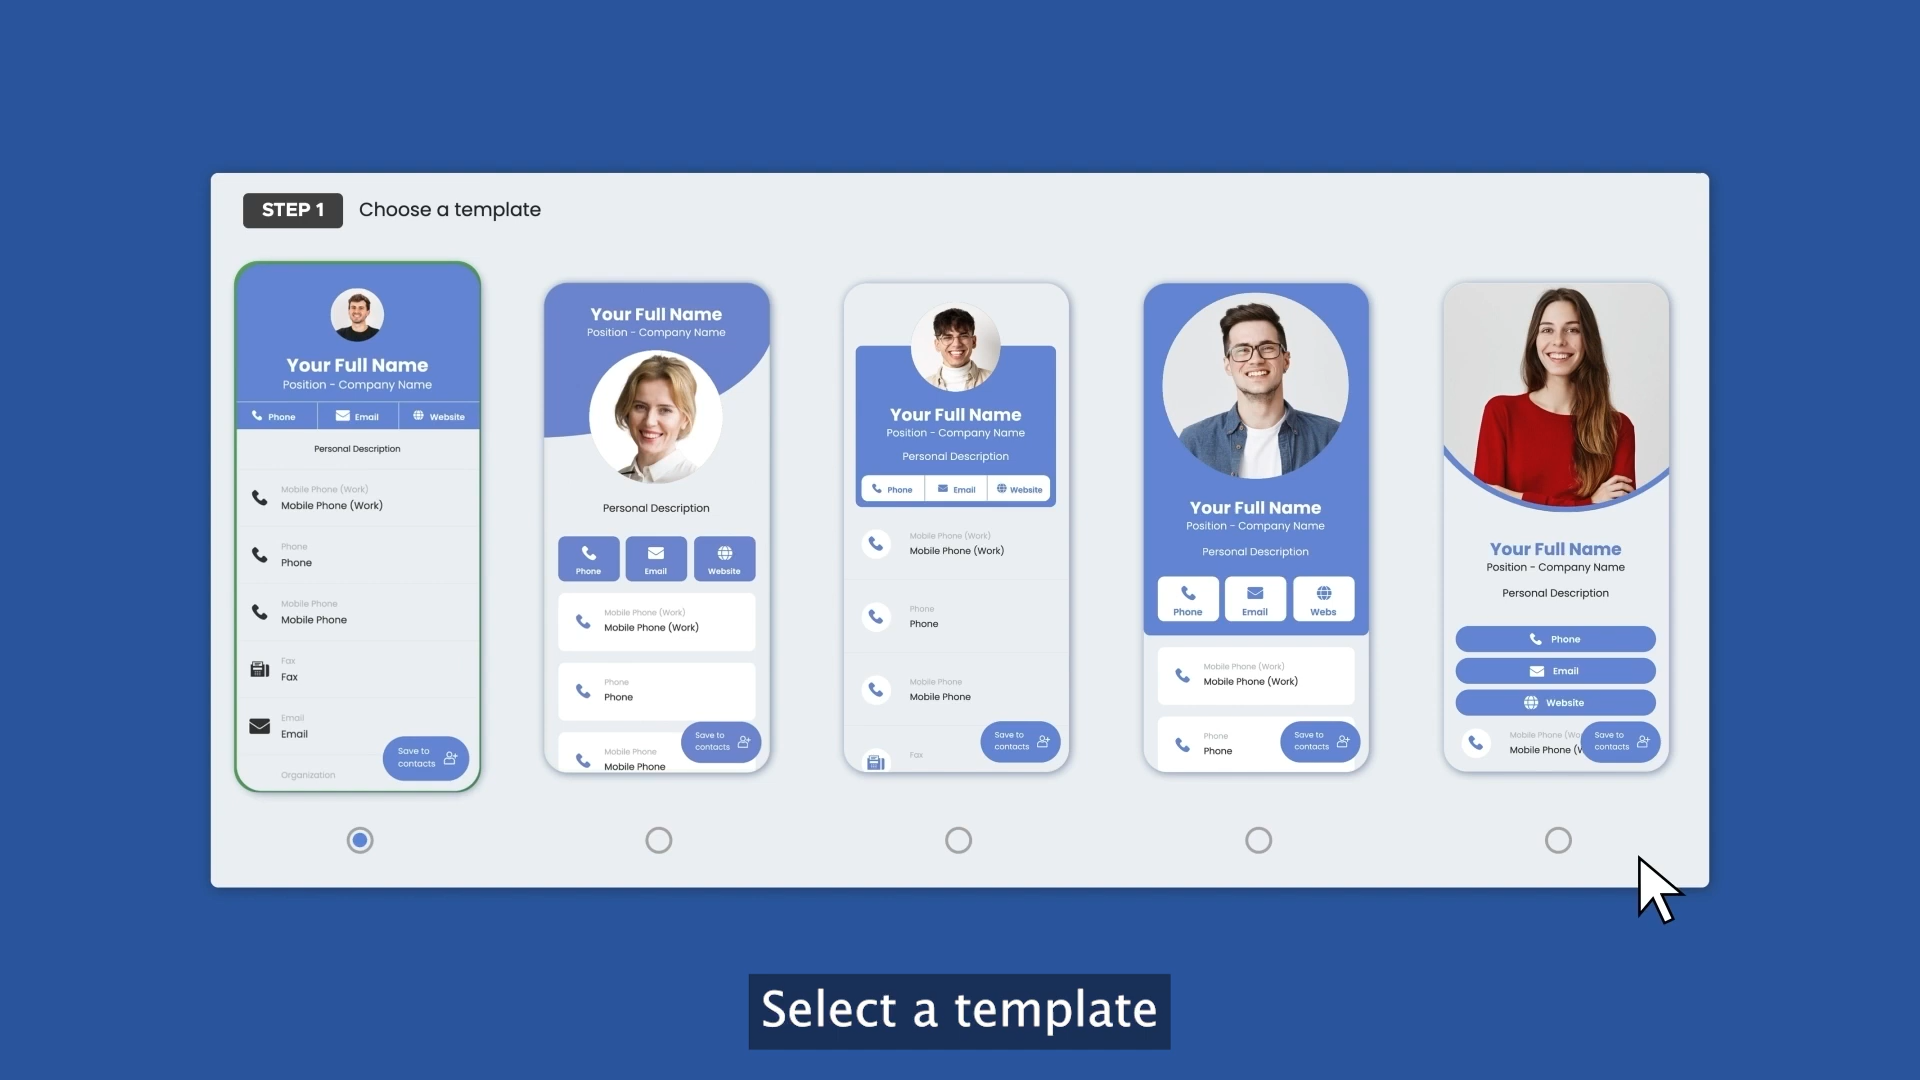 STEP 1 Choose a template
Your Full Name
Position - Company Name
Phone Email Website
Personal Description
Mobile Phone (Work)
Mobile Phone (Work)
Phone
Phone
Mobile Phone
Mobile Phone
Fax
Fax
Email
Email
Organization
Save to
contacts
Your Full Name
Position - Company Name
Personal Description
Phone Email Website
Mobile Phone (Work)
Mobile Phone (Work)
Phone
Phone
Mobile Phone
Mobile Phone
Save to
contacts
Your Full Name
Position - Company Name
Personal Description
Phone Email Website
Mobile Phone (Work)
Mobile Phone (Work)
Phone
Phone
Mobile Phone
Mobile Phone
Fax
Save to
contacts
Your Full Name
Position - Company Name
Personal Description
Phone Email Webs
Mobile Phone (Work)
Mobile Phone (Work)
Phone
Phone
Save to
contacts
Your Full Name
Position - Company Name
Personal Description
Phone
Email
Website
Mobile Phone (Wo
Mobile Phone (W
Save to
contacts
Select a template